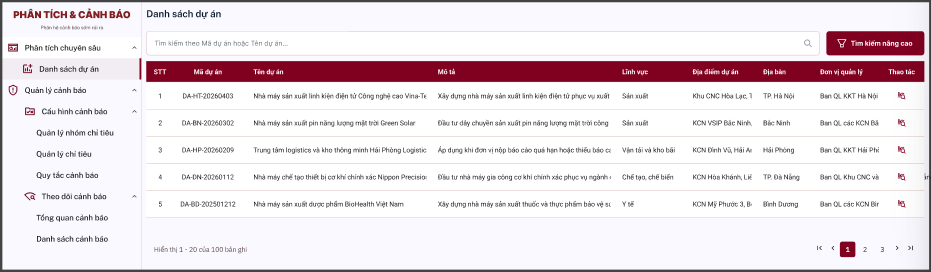 PHÂN TÍCH & CẢNH BÁO
Phân hệ cảnh báo sớm rủi ro
Phân tích chuyên sâu
Danh sách dự án
Quản lý cảnh báo
Cấu hình cảnh báo
Quản lý nhóm chỉ tiêu
Quản lý chỉ tiêu
Quy tắc cảnh báo
Theo dõi cảnh báo
Tổng quan cảnh báo
Danh sách cảnh báo
Danh sách dự án
Tìm kiếm theo Mã dự án hoặc Tên dự án...
Tìm kiếm nâng cao
STT Mã dự án Tên dự án Mô tả Lĩnh vực Địa điểm dự án Địa bàn Đơn vị quản lý Thao tác
1 DA-HT-20260403 Nhà máy sản xuất linh kiện điện tử Công nghệ cao Vina-Te Xây dựng nhà máy sản xuất linh kiện điện tử phục vụ xuất Sản xuất Khu CNC Hòa Lạc, T TP. Hà Nội Ban QL KKT Hà Nội
2 DA-BN-20260302 Nhà máy sản xuất pin năng lượng mặt trời Green Solar Đầu tư dây chuyền sản xuất pin năng lượng mặt trời công Sản xuất KCN VSIP Bắc Ninh, Bắc Ninh Ban QL các KCN Bắ
3 DA-HP-20260209 Trung tâm logistics và kho thông minh Hải Phòng Logistic Áp dụng khi đơn vị nộp báo cáo quá hạn hoặc thiếu báo cá Vận tải và kho bãi KCN Đình Vũ, Hải An Hải Phòng Ban QL KKT Hải Phò
4 DA-ĐN-20260112 Nhà máy chế tạo thiết bị cơ khí chính xác Nippon Precision Đầu tư nhà máy gia công cơ khí chính xác phục vụ ngành Chế tạo, chế biến KCN Hòa Khánh, Liê TP. Đà Nẵng Ban QL Khu CNC và
5 DA-BD-202501212 Nhà máy sản xuất dược phẩm BioHealth Việt Nam Xây dựng nhà máy sản xuất thuốc và thực phẩm bảo vệ sứ Y tế KCN Mỹ Phước 3, B Bình Dương Ban QL các KCN Bìn
Hiển thị 1 - 20 của 100 bản ghi
1 2 3